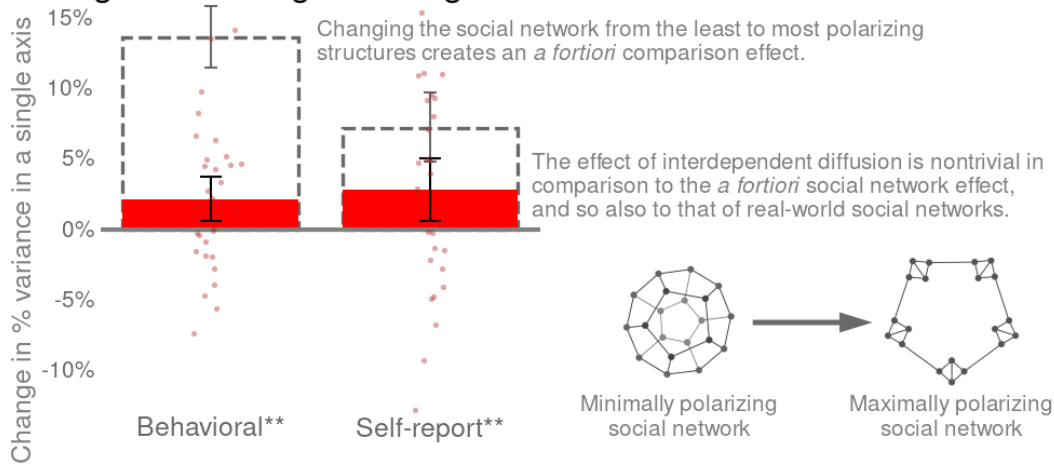 15%
10%
5%
0%
-5%
-10%
Change in % variance in a single axis
Changing the social network from the least to most polarizing
structures creates an a fortiori comparison effect.
The effect of interdependent diffusion is nontrivial in
comparison to the a fortiori social network effect,
and so also to that of real-world social networks.
Behavioral**
Self-report**
Minimally polarizing
social network
Maximally polarizing
social network